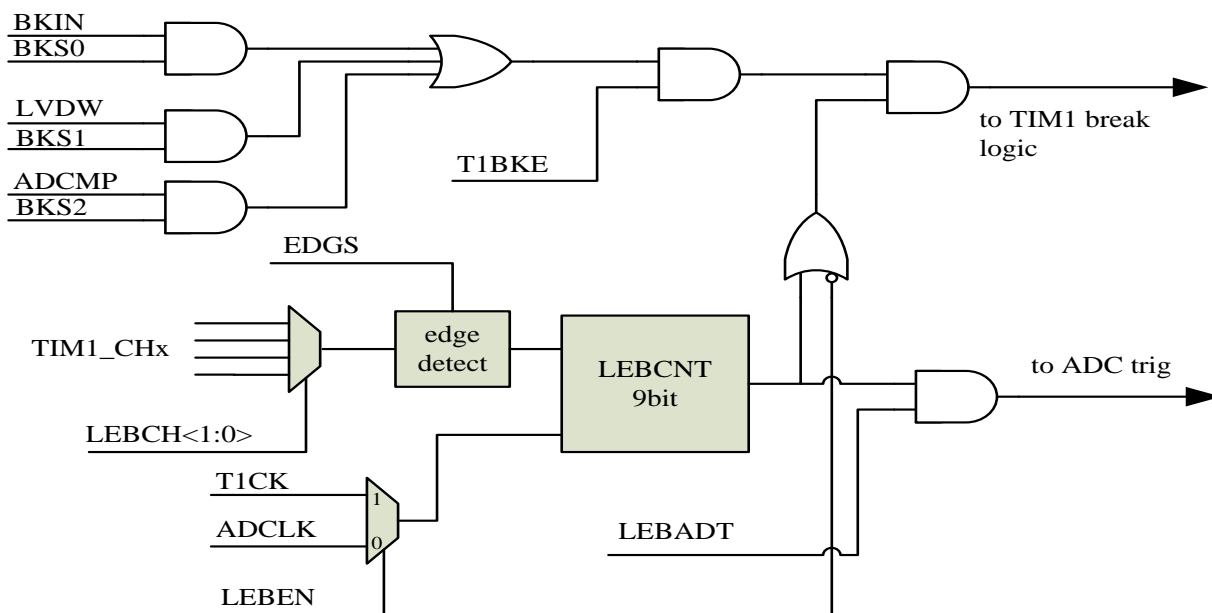 BKIN
BKS0
LVDW
BKS1
ADCMP
BKS2
T1BKE
to TIM1 break
logic
EDGS
TIM1_CHx
edge
detect
LEBCNT
9bit
to ADC trig
LEBCH<1:0>
T1CK
1
ADCLK
0
LEBADT
LEBEN